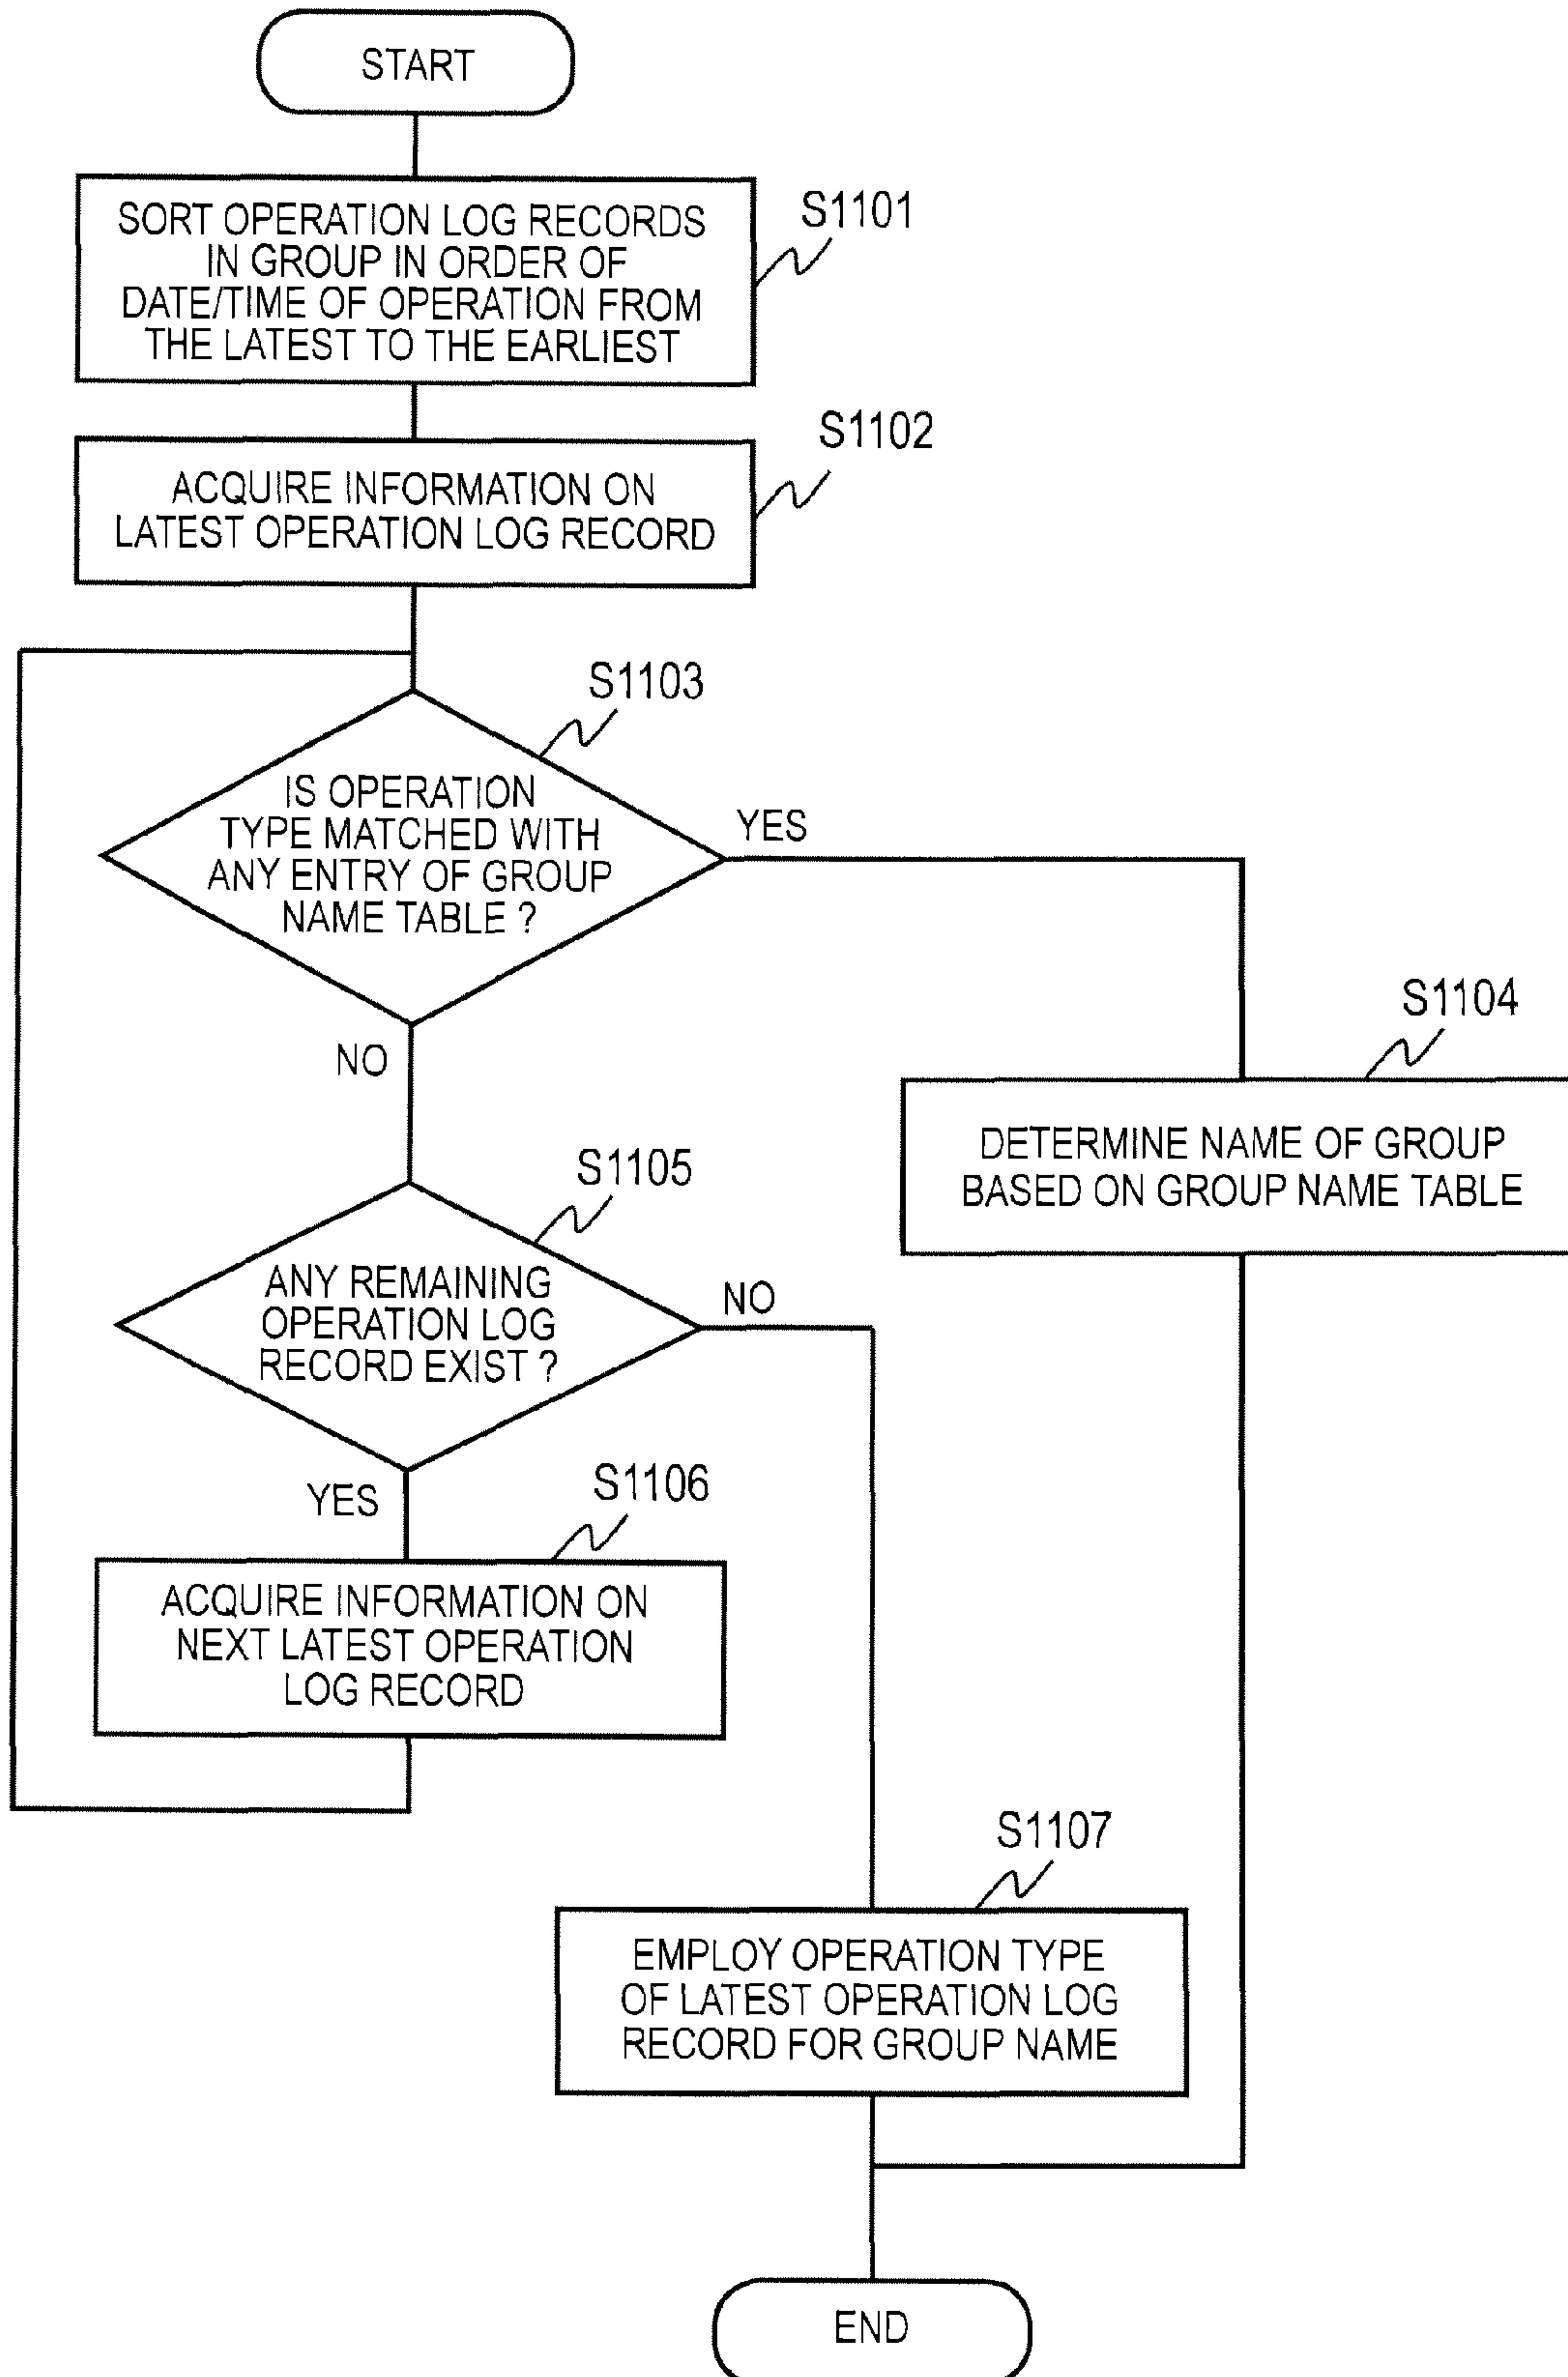 START
SORT OPERATION LOG RECORDS
IN GROUP IN ORDER OF
DATE/TIME OF OPERATION FROM
THE LATEST TO THE EARLIEST
S1101
ACQUIRE INFORMATION ON
LATEST OPERATION LOG RECORD
S1102
S1103
IS OPERATION
TYPE MATCHED WITH
ANY ENTRY OF GROUP
NAME TABLE ?
YES
NO
S1104
DETERMINE NAME OF GROUP
BASED ON GROUP NAME TABLE
S1105
ANY REMAINING
OPERATION LOG
RECORD EXIST ?
NO
YES
S1106
ACQUIRE INFORMATION ON
NEXT LATEST OPERATION
LOG RECORD
S1107
EMPLOY OPERATION TYPE
OF LATEST OPERATION LOG
RECORD FOR GROUP NAME
END